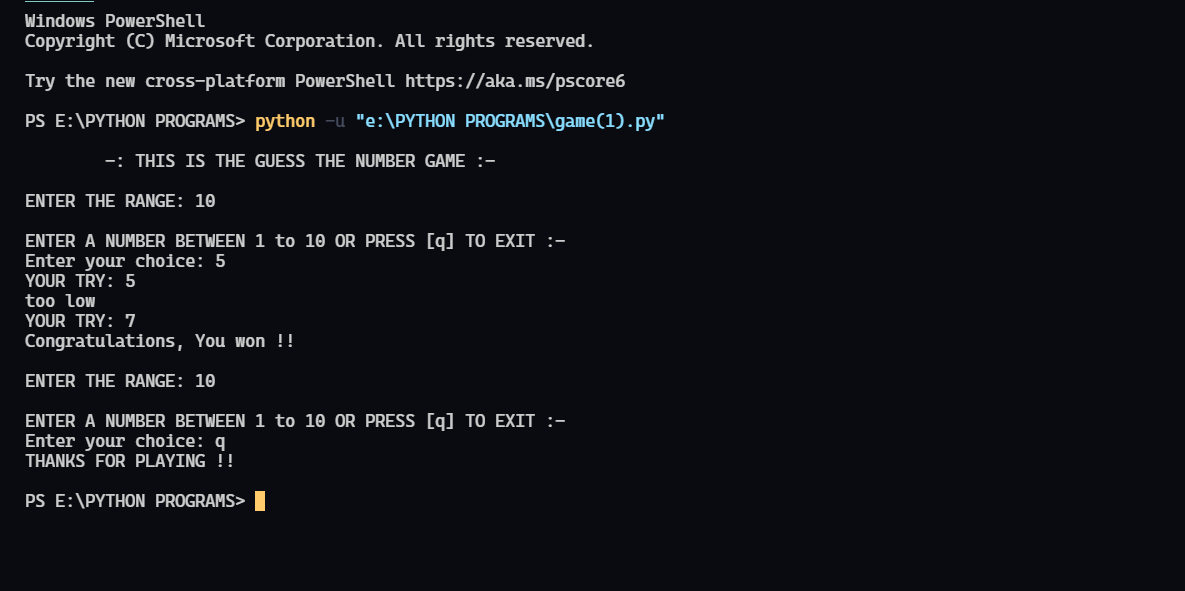 Windows PowerShell
Copyright (C) Microsoft Corporation. All rights reserved.
Try the new cross-platform PowerShell https://aka.ms/pscore6
PS E:\PYTHON PROGRAMS> python -u "e:\PYTHON PROGRAMS\game(1).py"
-: THIS IS THE GUESS THE NUMBER GAME :-
ENTER THE RANGE: 10
ENTER A NUMBER BETWEEN 1 to 10 OR PRESS [q] TO EXIT :-
Enter your choice: 5
YOUR TRY: 5
too low
YOUR TRY: 7
Congratulations, You won !!
ENTER THE RANGE: 10
ENTER A NUMBER BETWEEN 1 to 10 OR PRESS [q] TO EXIT :-
Enter your choice: q
THANKS FOR PLAYING !!
PS E:\PYTHON PROGRAMS>